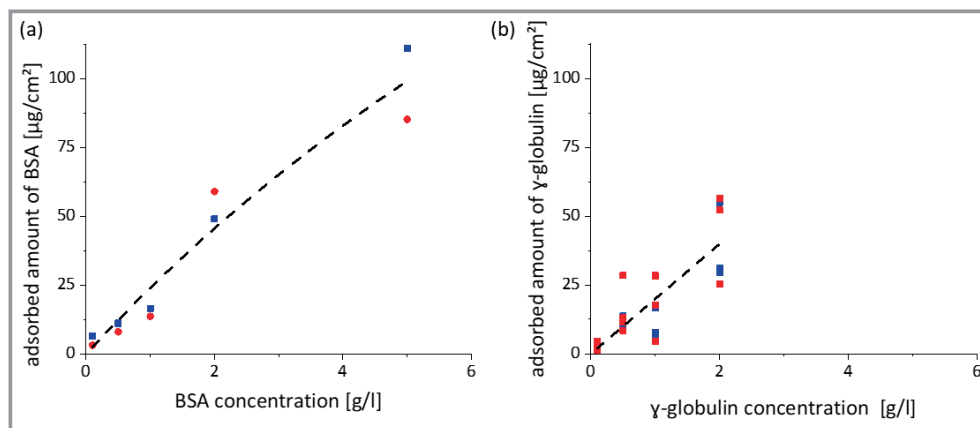 (a)
adsorbed amount of BSA [µg/cm²]
100
75
50
25
0
0 2 4 6
BSA concentration [g/l]
(b)
adsorbed amount of ɣ-globulin [µg/cm²]
100
75
50
25
0
0 2 4 6
ɣ-globulin concentration [g/l]